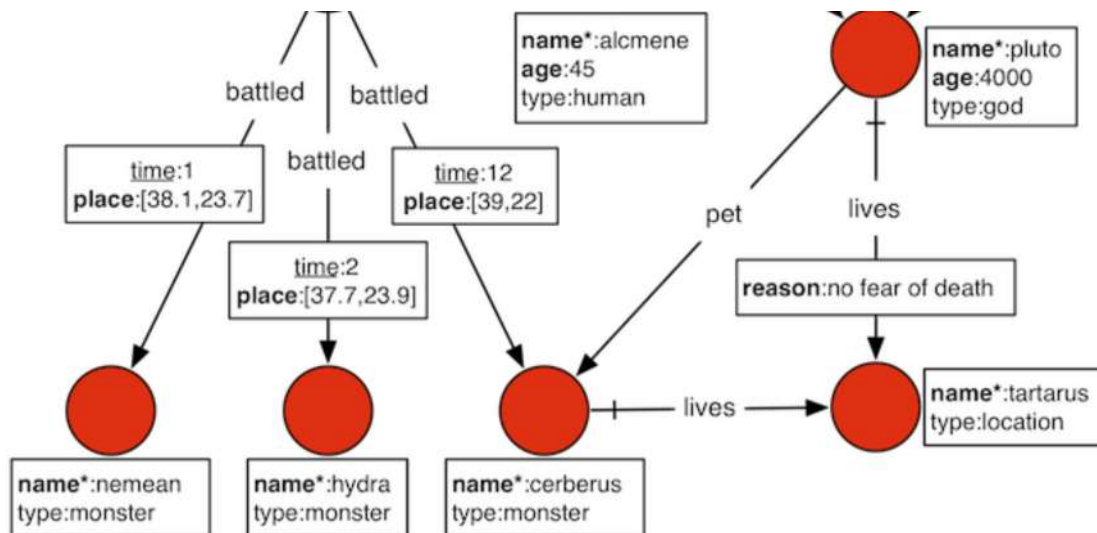 name*:alcmene
age:45
type:human
name*:pluto
age:4000
type:god
battled
battled
battled
time:1
place:[38.1,23.7]
time:12
place:[39,22]
time:2
place:[37.7,23.9]
pet
lives
reason:no fear of death
lives
name*:tartarus
type:location
name*:nemean
type:monster
name*:hydra
type:monster
name*:cerberus
type:monster